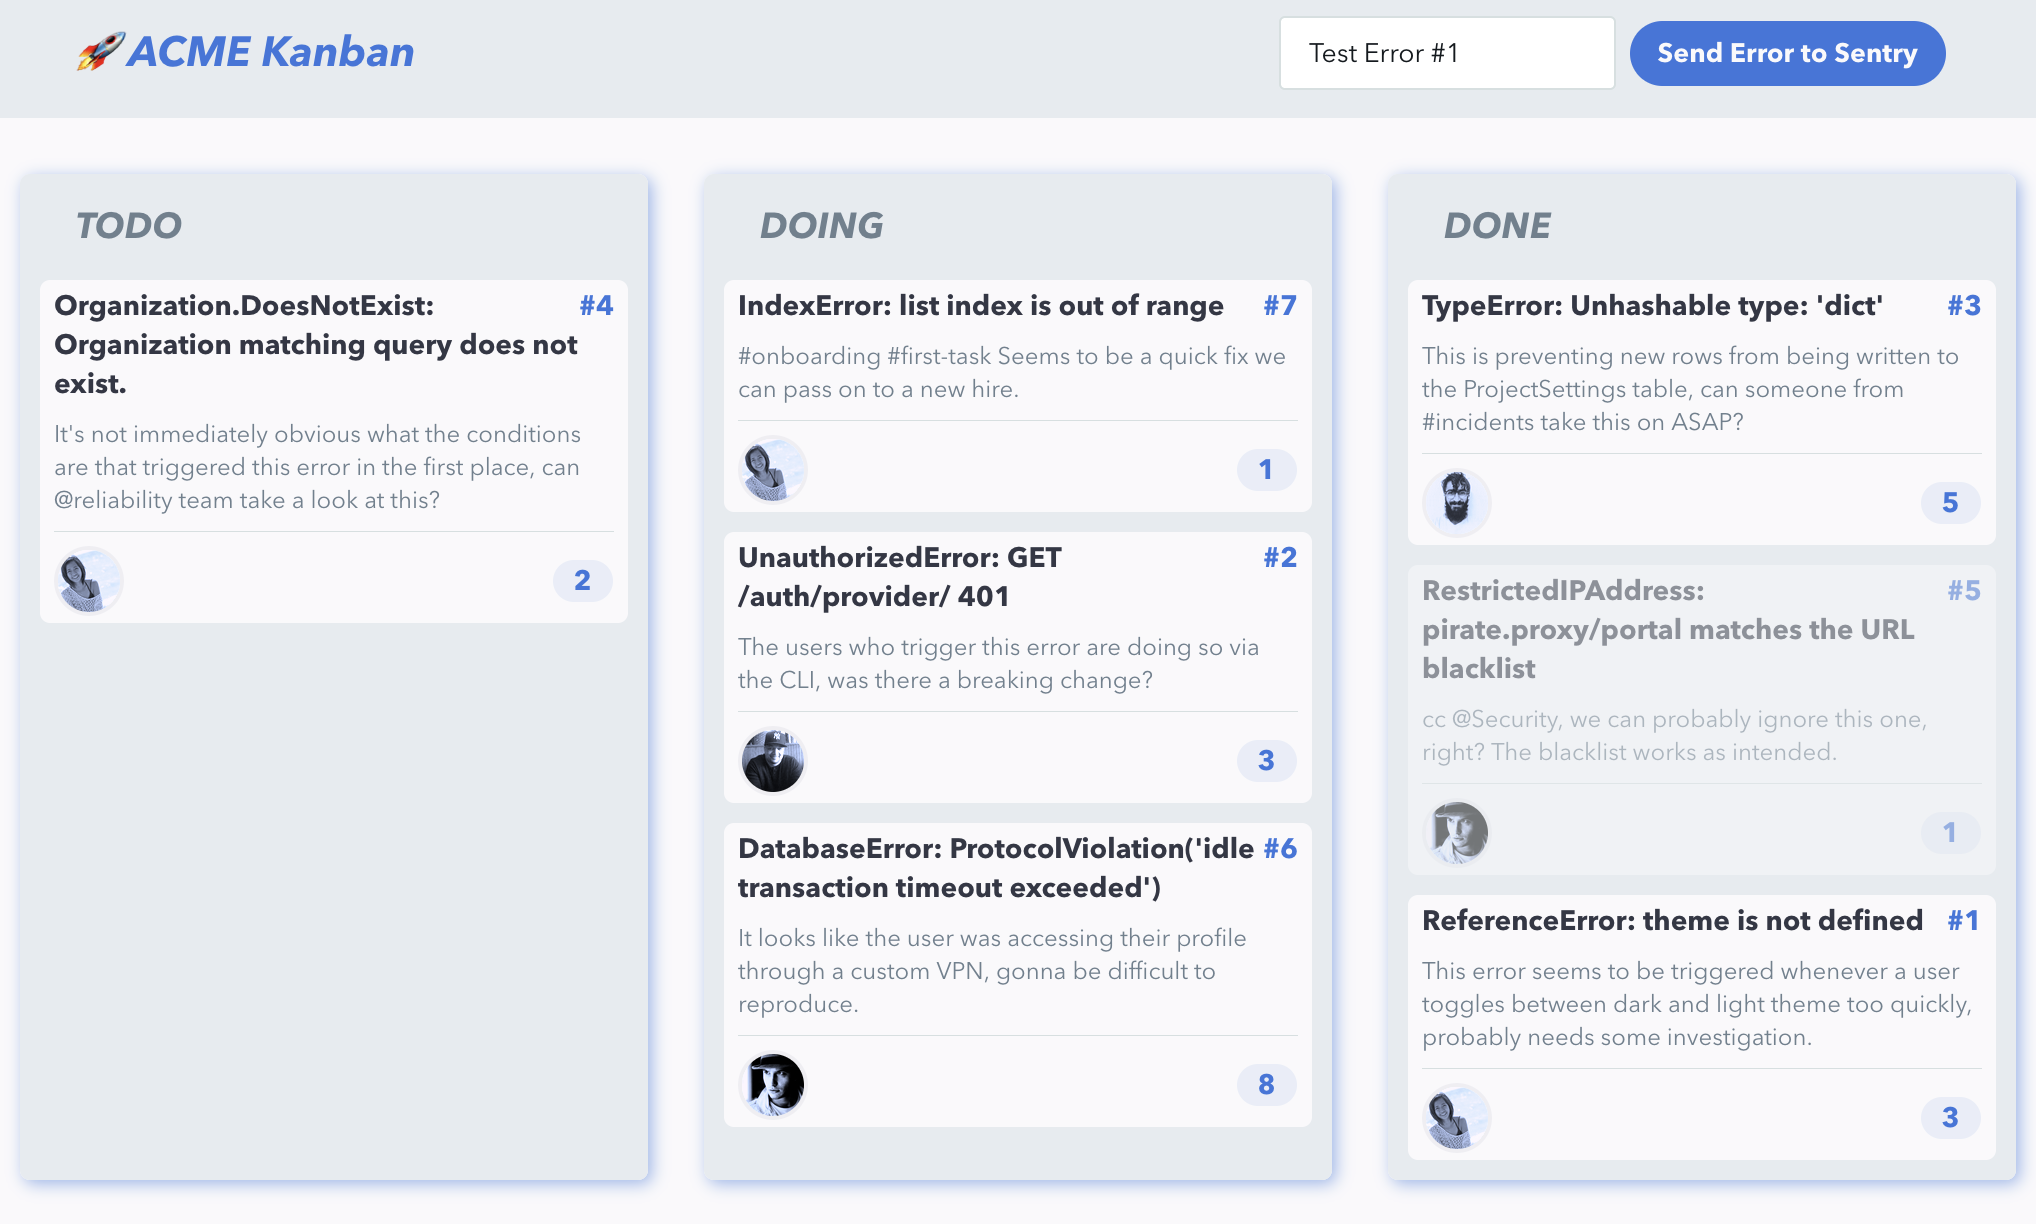 🚀ACME Kanban
Test Error #1
Send Error to Sentry
TODO
Organization.DoesNotExist: #4
Organization matching query does not
exist.
It's not immediately obvious what the conditions
are that triggered this error in the first place, can
@reliability team take a look at this?
2
DOING
IndexError: list index is out of range #7
#onboarding #first-task Seems to be a quick fix we
can pass on to a new hire.
1
UnauthorizedError: GET #2
/auth/provider/ 401
The users who trigger this error are doing so via
the CLI, was there a breaking change?
3
DatabaseError: ProtocolViolation('idle #6
transaction timeout exceeded')
It looks like the user was accessing their profile
through a custom VPN, gonna be difficult to
reproduce.
8
DONE
TypeError: Unhashable type: 'dict' #3
This is preventing new rows from being written to
the ProjectSettings table, can someone from
#incidents take this on ASAP?
5
RestrictedIPAddress: #5
pirate.proxy/portal matches the URL
blacklist
cc @Security, we can probably ignore this one,
right? The blacklist works as intended.
1
ReferenceError: theme is not defined #1
This error seems to be triggered whenever a user
toggles between dark and light theme too quickly,
probably needs some investigation.
3